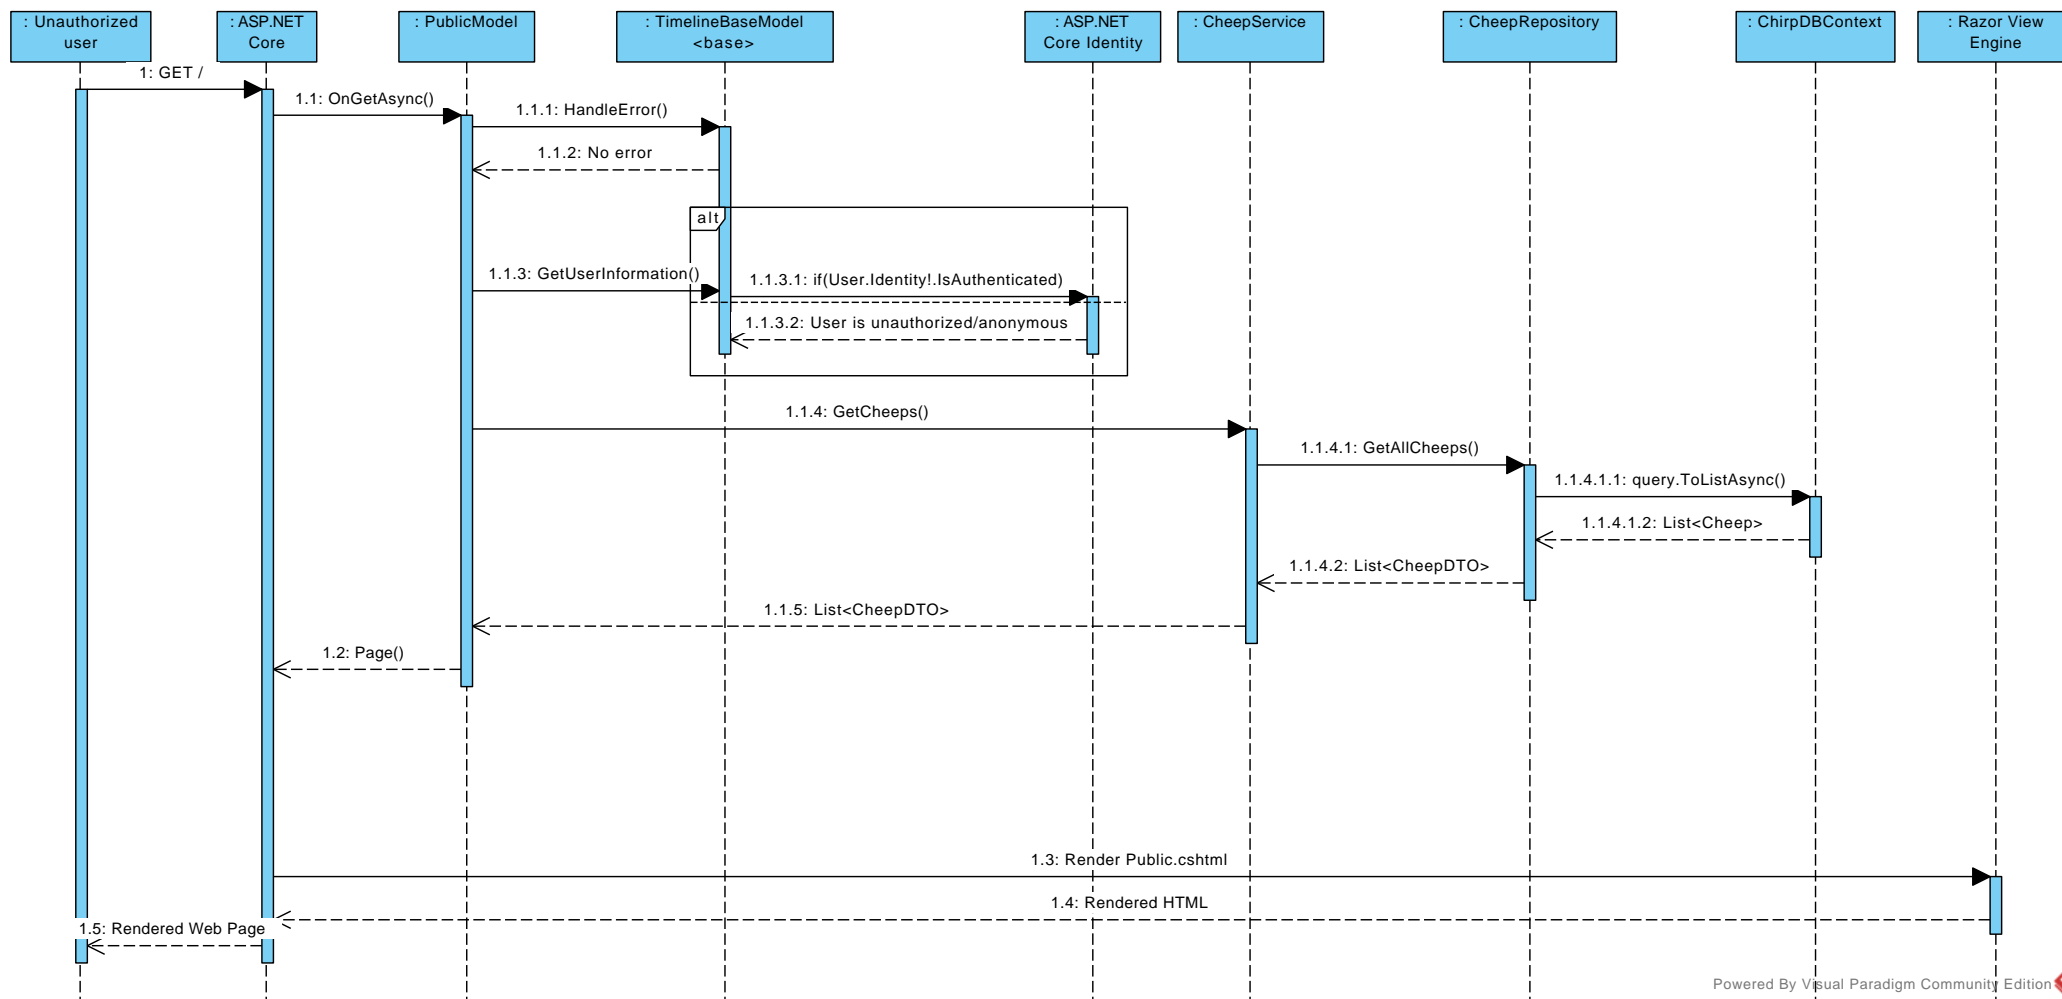 : Unauthorized
user
: ASP.NET
Core
: PublicModel
: TimelineBaseModel
<base>
: ASP.NET
Core Identity
: CheepService
: CheepRepository
: ChirpDBContext
: Razor View
Engine
1: GET /
1.1: OnGetAsync()
1.1.1: HandleError()
1.1.2: No error
alt
1.1.3: GetUserInformation()
1.1.3.1: if(User.Identity!.IsAuthenticated)
1.1.3.2: User is unauthorized/anonymous
1.1.4: GetCheeps()
1.1.4.1: GetAllCheeps()
1.1.4.1.1: query.ToListAsync()
1.1.4.1.2: List<Cheep>
1.1.4.2: List<CheepDTO>
1.1.5: List<CheepDTO>
1.2: Page()
1.3: Render Public.cshtml
1.4: Rendered HTML
1.5: Rendered Web Page
Powered By Visual Paradigm Community Edition